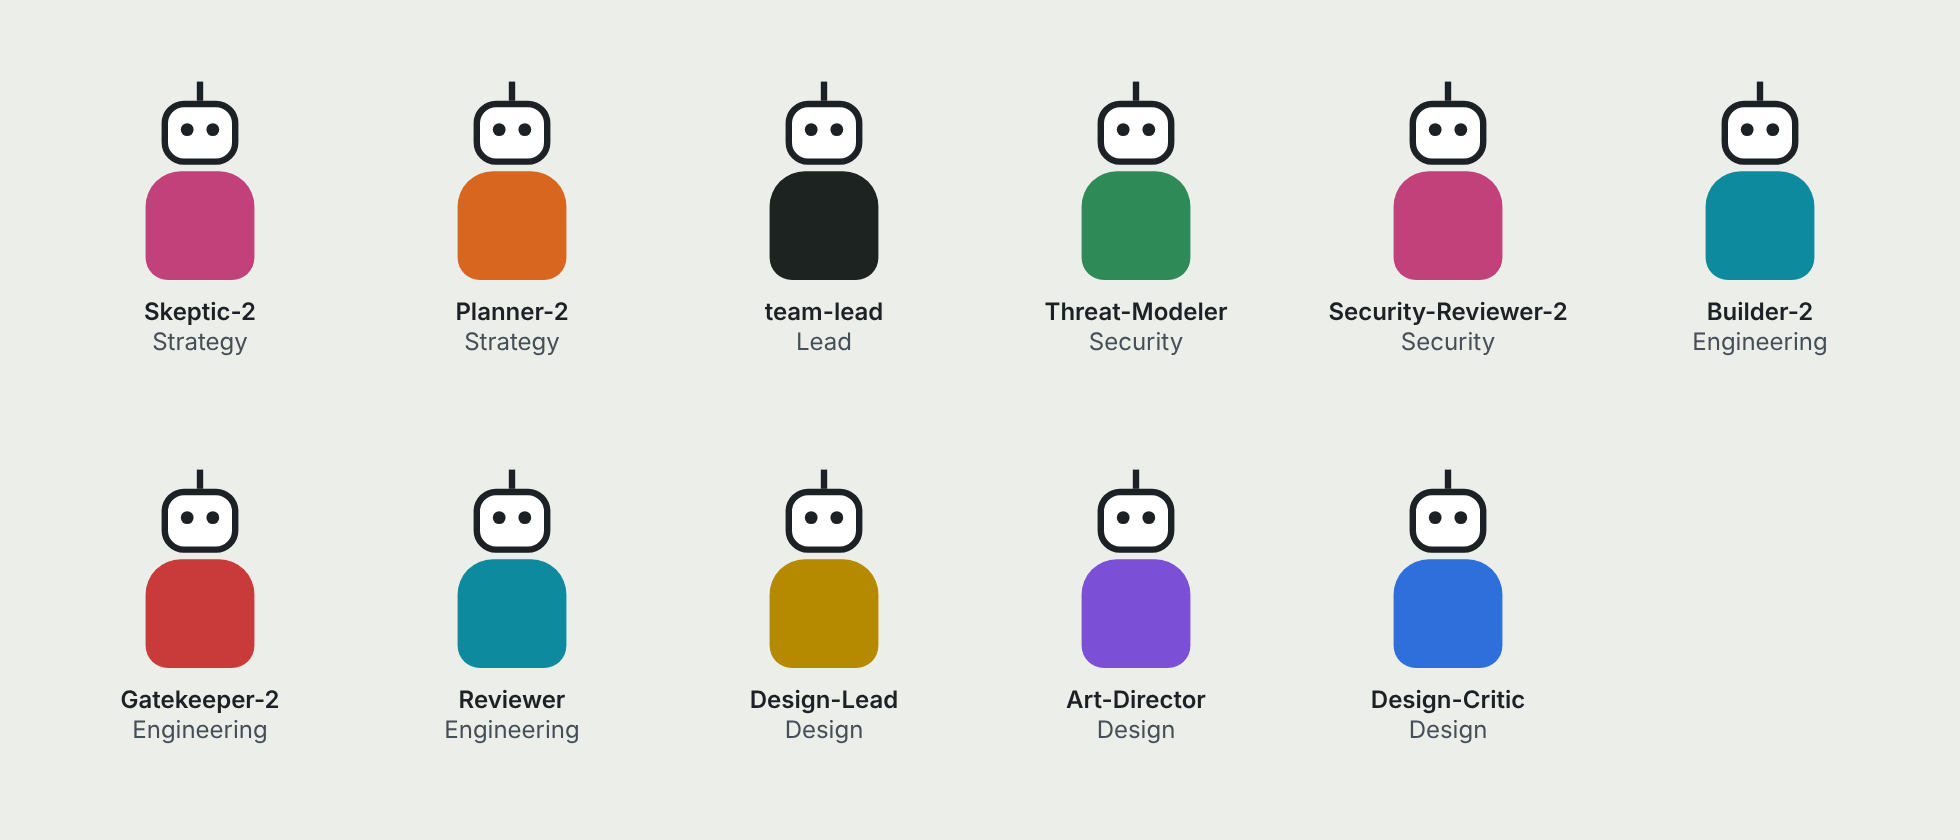 Skeptic-2
Strategy
Planner-2
Strategy
team-lead
Lead
Threat-Modeler
Security
Security-Reviewer-2
Security
Builder-2
Engineering
Gatekeeper-2
Engineering
Reviewer
Engineering
Design-Lead
Design
Art-Director
Design
Design-Critic
Design